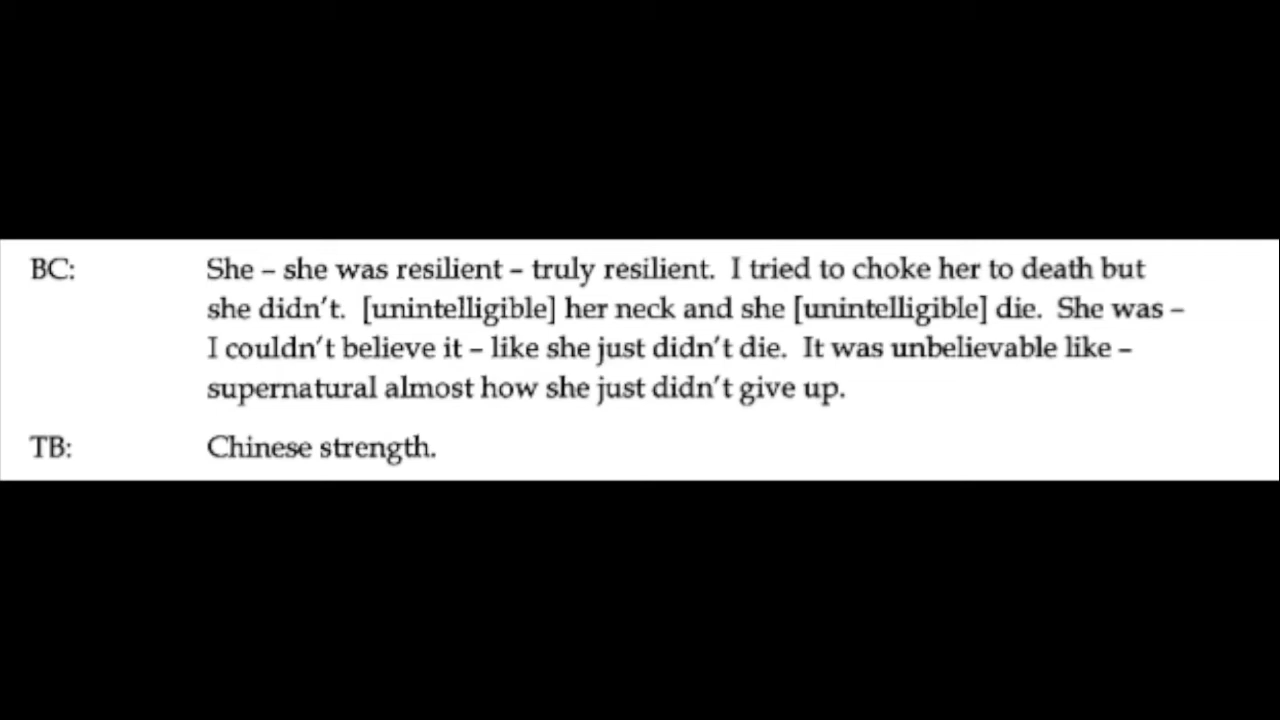 BC: She – she was resilient – truly resilient. I tried to choke her to death but
she didn't. [unintelligible] her neck and she [unintelligible] die. She was –
I couldn't believe it – like she just didn't die. It was unbelievable like –
supernatural almost how she just didn't give up.
TB: Chinese strength.